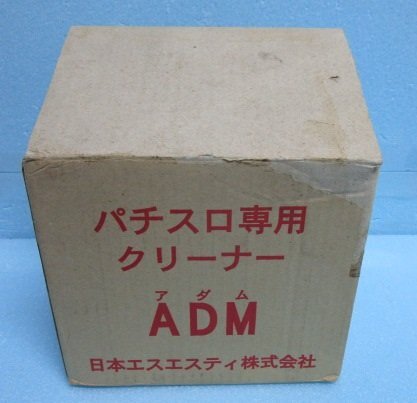 パチスロ専用
クリーナー
アダム
ADM
日本エスエスティ株式会社